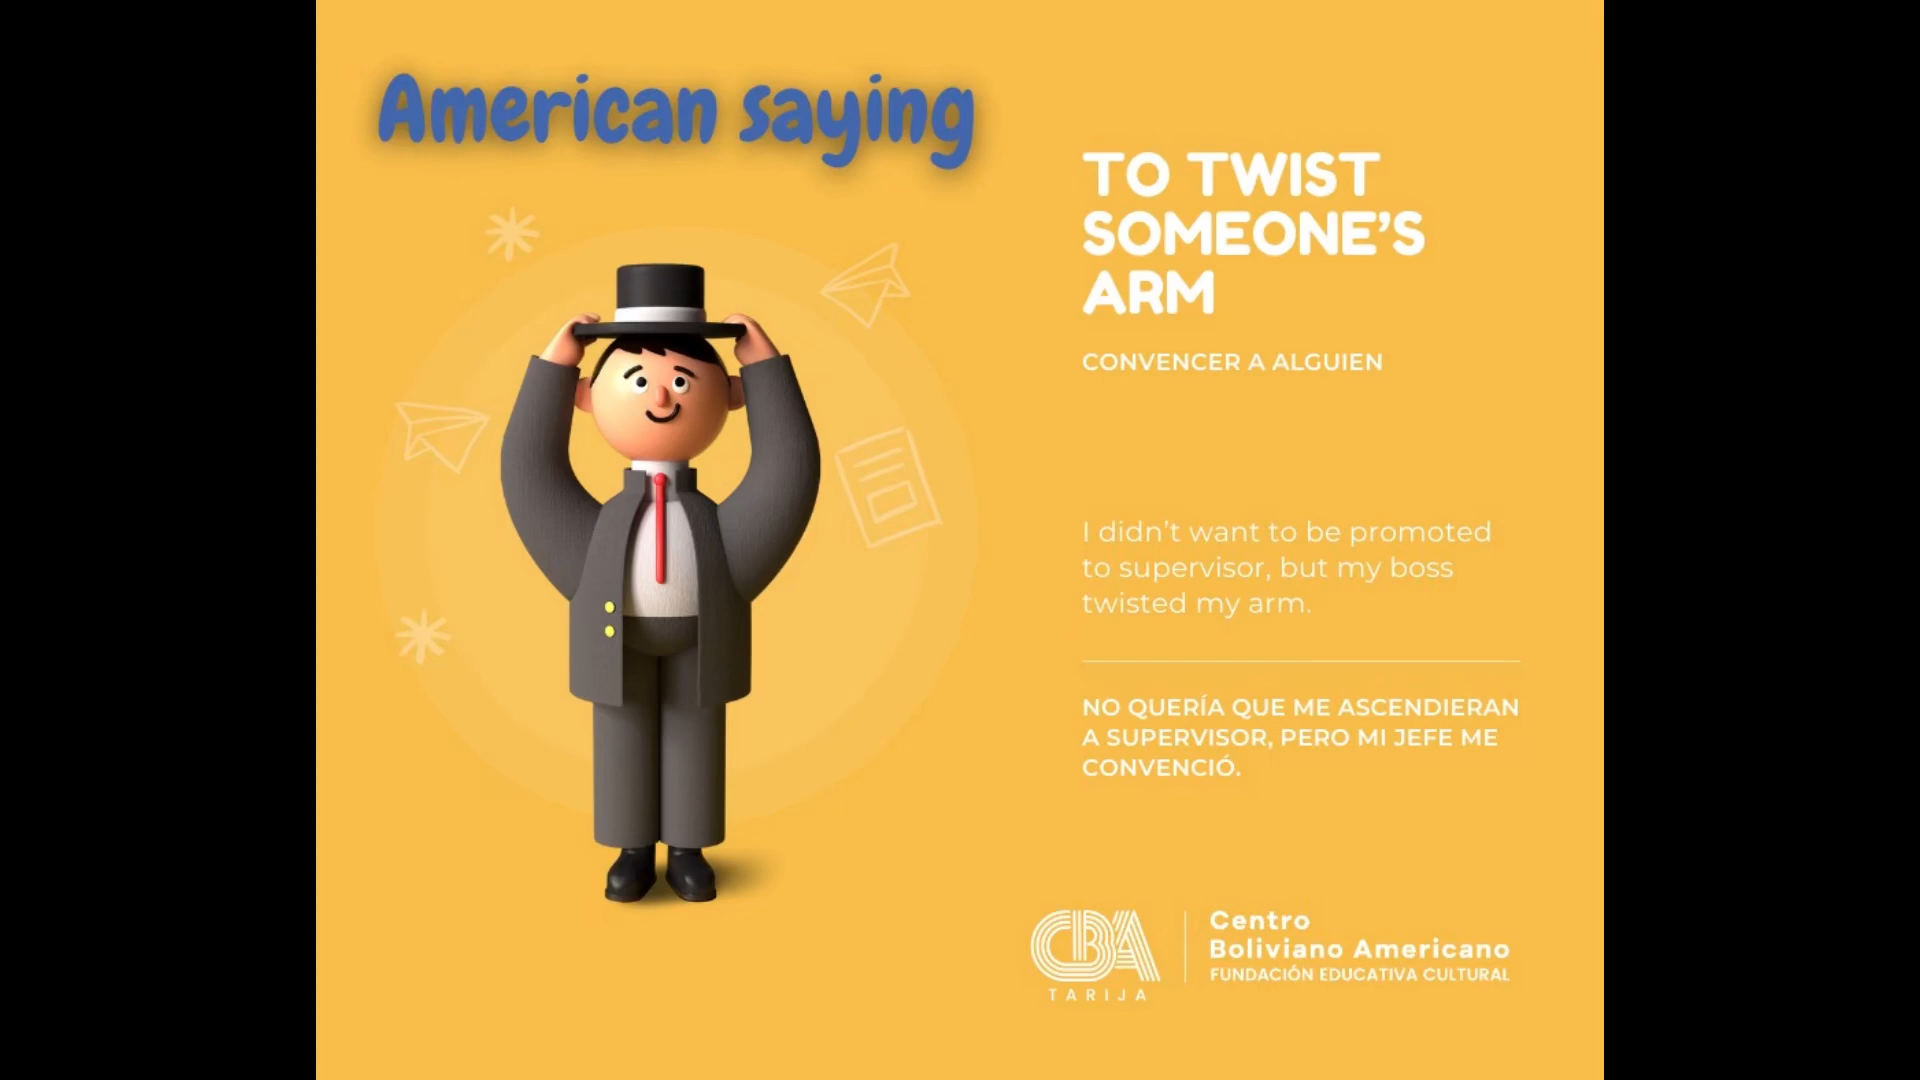 American saying
TO TWIST
SOMEONE’S
ARM
CONVENCER A ALGUIEN
I didn’t want to be promoted
to supervisor, but my boss
twisted my arm.
NO QUERÍA QUE ME ASCENDIERAN
A SUPERVISOR, PERO MI JEFE ME
CONVENCIÓ.
CBA
TARIJA
Centro
Boliviano Americano
FUNDACIÓN EDUCATIVA CULTURAL